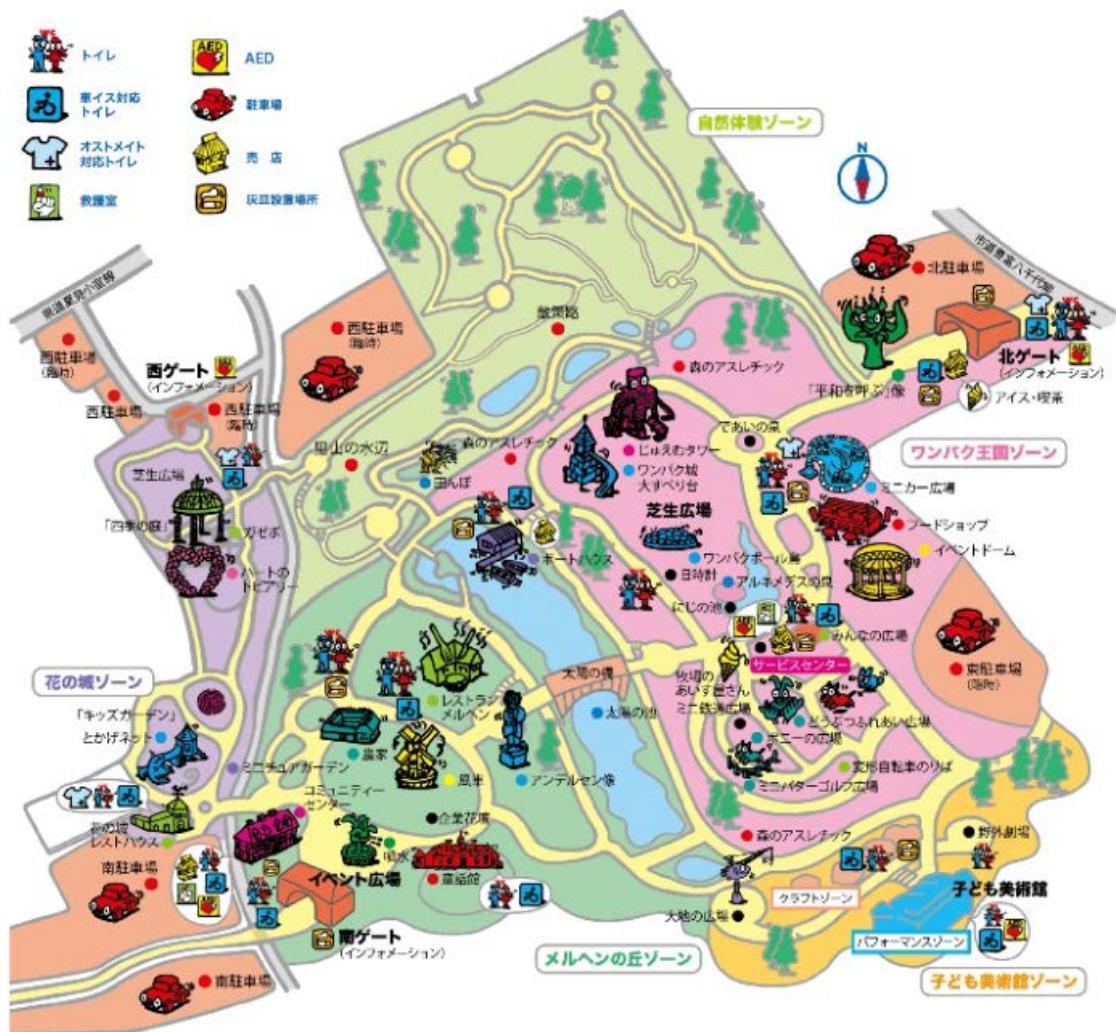 トイレ
AED
車イス対応
トイレ
駐車場
オストメイト
対応トイレ
売店
救護室
灰皿設置場所
自然体験ゾーン
N
北駐車場
北ゲート
(インフォメーション)
「平和を呼ぶ」像
アイス・喫茶
西駐車場
(臨時)
西駐車場
(臨時)
西ゲート
(インフォメーション)
西駐車場
西駐車場
(臨時)
散策路
森のアスレチック
であいの泉
ワンパク王国ゾーン
里山の水辺
森のアスレチック
田んぼ
じゃえむタワー
ワンパク城
大すべり台
ミニカー広場
芝生広場
「四季の庭」
ガゼボ
ハートの
トピアリー
ボートハウス
芝生広場
ワンパクボール島
日時計
アルキメデスの泉
にじの池
フードショップ
イベントドーム
みんなの広場
サービスセンター
東駐車場
(臨時)
花の城ゾーン
「キッズガーデン」
とかげネット
ミニチュアガーデン
農家
レストラン
メルヘン
風車
アンデルセン像
太陽の橋
太陽の池
牧場の
あいす屋さん
ミニ鉄道広場
どうぶつふれあい広場
ポニーの広場
変形自転車のりば
ミニパターゴルフ広場
コミュニティー
センター
企業花壇
花の城
レストハウス
噴水
童話館
イベント広場
南駐車場
南ゲート
(インフォメーション)
南駐車場
森のアスレチック
野外劇場
クラフトゾーン
大地の広場
子ども美術館
パフォーマンスゾーン
メルヘンの丘ゾーン
子ども美術館ゾーン